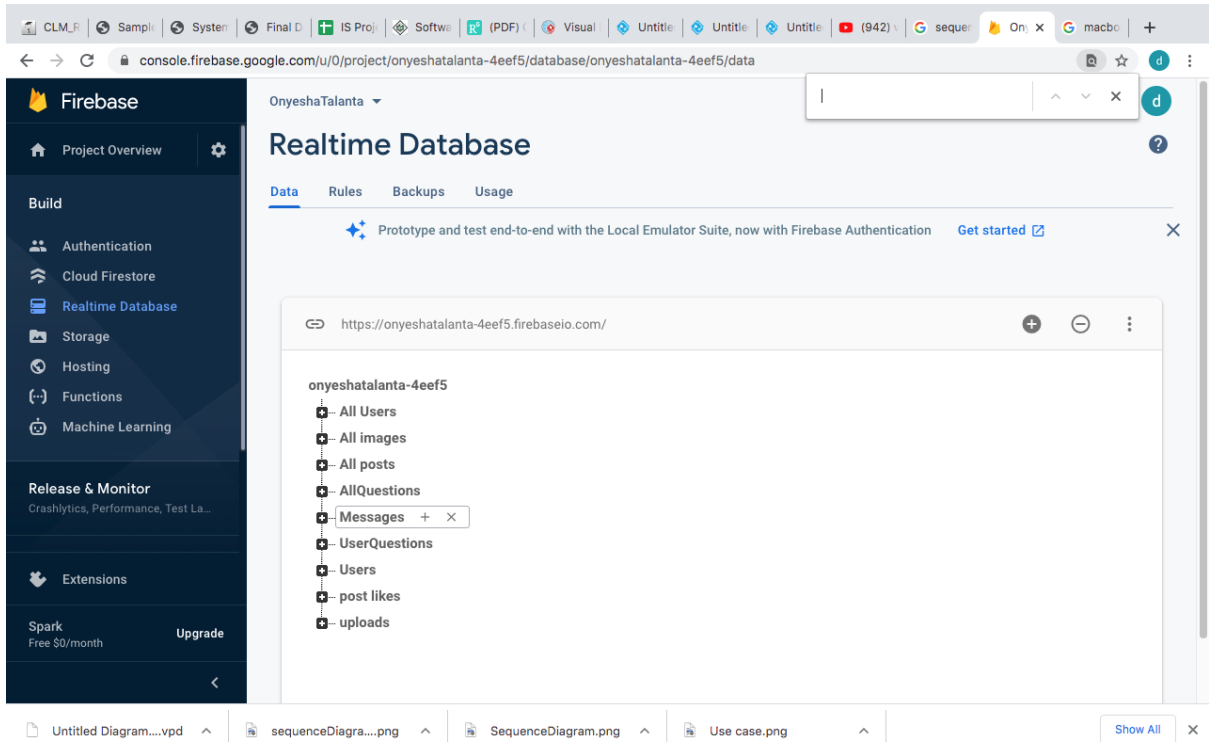 CLM_R
Sampl
System
Final D
IS Proj
Softwa
(PDF) (
Visual
Untitle
Untitle
Untitle
(942) \
sequer
On
macbo
console.firebase.google.com/u/0/project/onyeshatalanta-4eef5/database/onyeshatalanta-4eef5/data
d
Firebase
Project Overview
Build
Authentication
Cloud Firestore
Realtime Database
Storage
Hosting
Functions
Machine Learning
Release & Monitor
Crashlytics, Performance, Test La...
Extensions
Spark
Free $0/month
Upgrade
OnyeshaTalanta
d
Realtime Database
Data Rules Backups Usage
Prototype and test end-to-end with the Local Emulator Suite, now with Firebase Authentication Get started
https://onyeshatalanta-4eef5.firebaseio.com/
onyeshatalanta-4eef5
All Users
All images
All posts
AllQuestions
Messages
UserQuestions
Users
post likes
uploads
Untitled Diagram....vpd
sequenceDiagra....png
SequenceDiagram.png
Use case.png
Show All